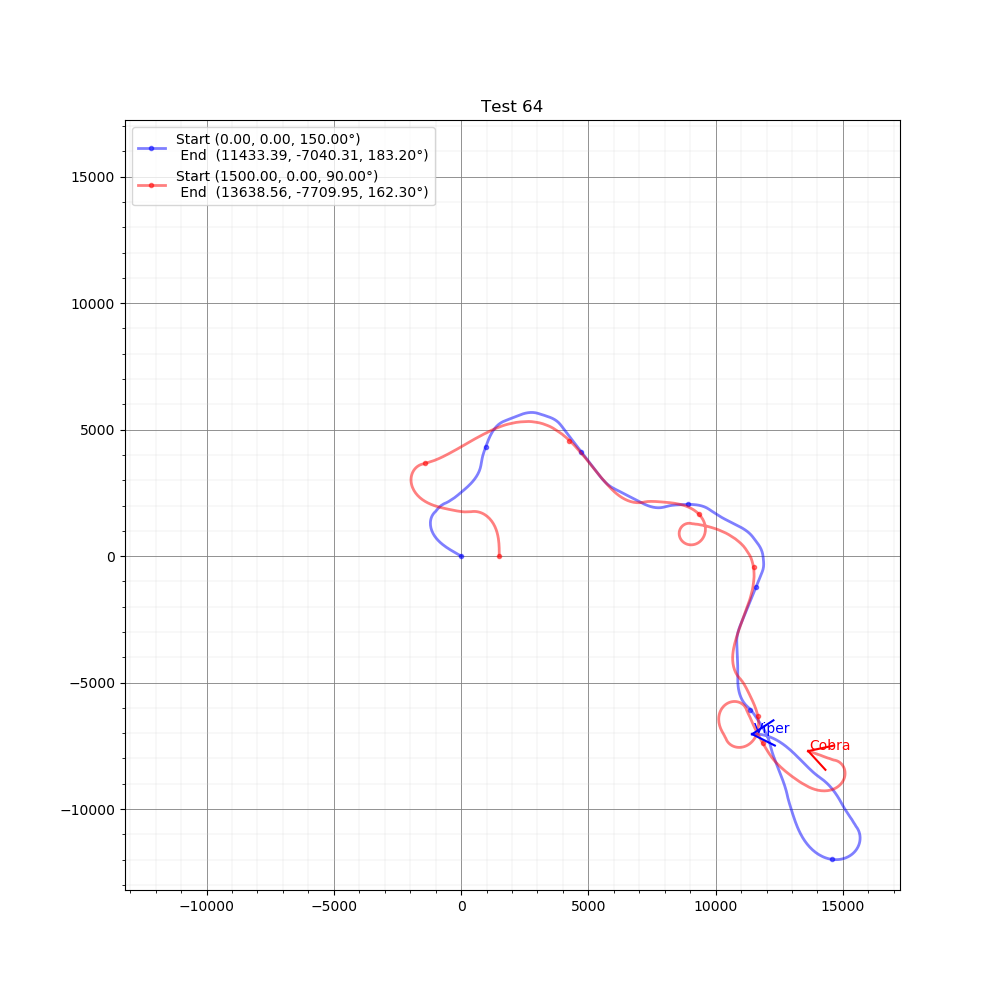 Test 64
Start (0.00, 0.00, 150.00°)
End (11433.39, -7040.31, 183.20°)
Start (1500.00, 0.00, 90.00°)
End (13638.56, -7709.95, 162.30°)
15000
10000
5000
0
−5000
−10000
Viper
Cobra
−10000 −5000 0 5000 10000 15000